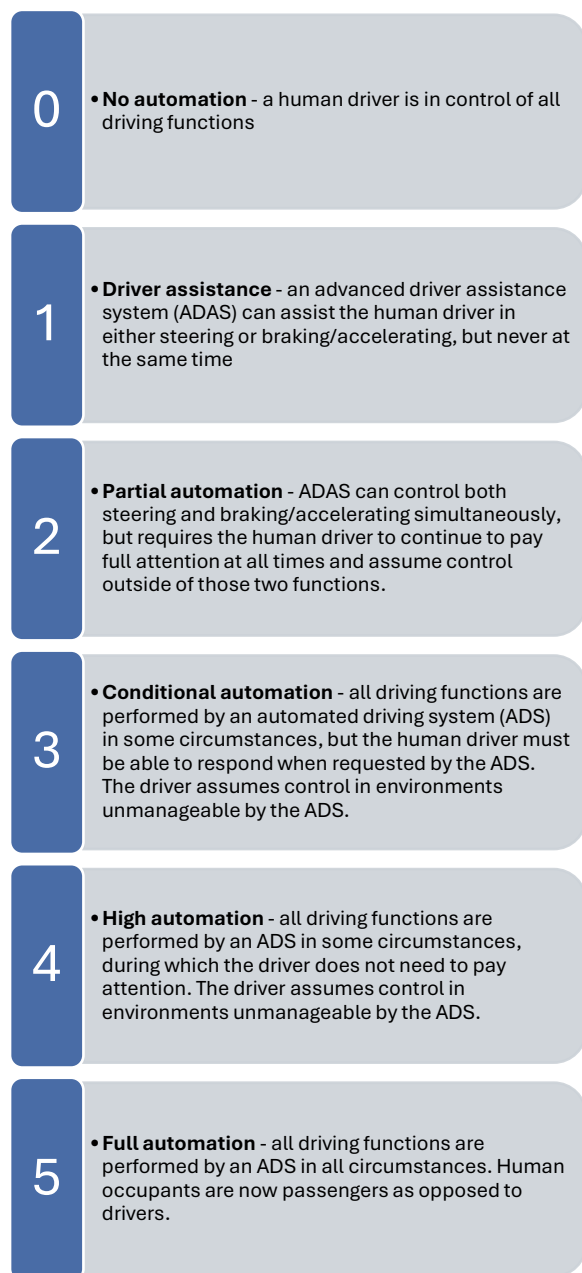 0
• No automation - a human driver is in control of all
driving functions
1
• Driver assistance - an advanced driver assistance
system (ADAS) can assist the human driver in
either steering or braking/accelerating, but never at
the same time
2
• Partial automation - ADAS can control both
steering and braking/accelerating simultaneously,
but requires the human driver to continue to pay
full attention at all times and assume control
outside of those two functions.
3
• Conditional automation - all driving functions are
performed by an automated driving system (ADS)
in some circumstances, but the human driver must
be able to respond when requested by the ADS.
The driver assumes control in environments
unmanageable by the ADS.
4
• High automation - all driving functions are
performed by an ADS in some circumstances,
during which the driver does not need to pay
attention. The driver assumes control in
environments unmanageable by the ADS.
5
• Full automation - all driving functions are
performed by an ADS in all circumstances. Human
occupants are now passengers as opposed to
drivers.